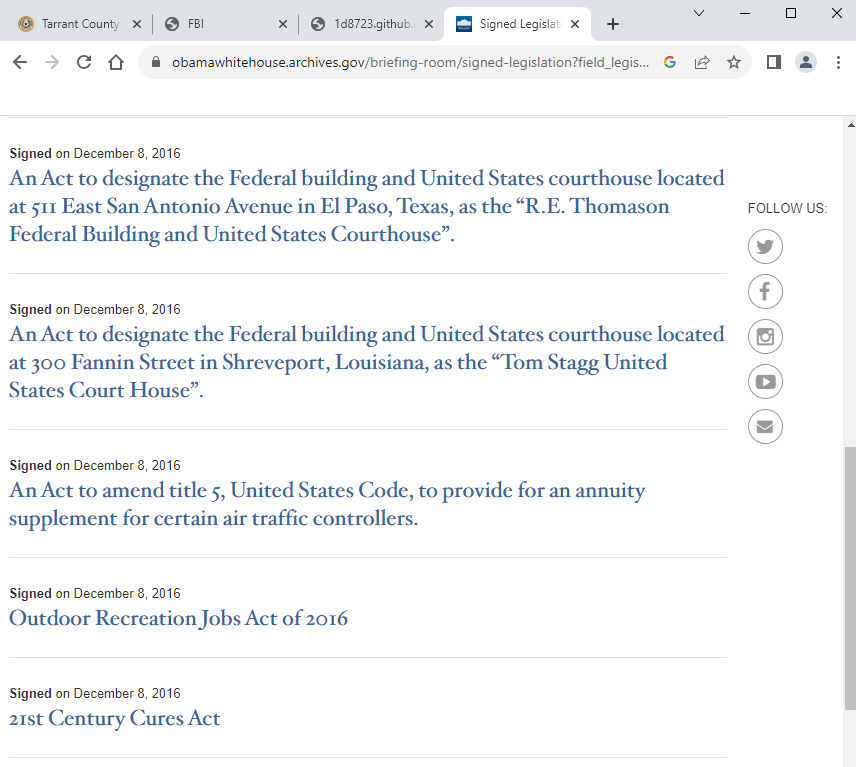 Tarrant County
FBI
1d8723.github.i
Signed Legislat
obamawhitehouse.archives.gov/briefing-room/signed-legislation?field_legis...
Signed on December 8, 2016
An Act to designate the Federal building and United States courthouse located
at 511 East San Antonio Avenue in El Paso, Texas, as the “R.E. Thomason
Federal Building and United States Courthouse”.
Signed on December 8, 2016
An Act to designate the Federal building and United States courthouse located
at 300 Fannin Street in Shreveport, Louisiana, as the “Tom Stagg United
States Court House”.
Signed on December 8, 2016
An Act to amend title 5, United States Code, to provide for an annuity
supplement for certain air traffic controllers.
Signed on December 8, 2016
Outdoor Recreation Jobs Act of 2016
Signed on December 8, 2016
21st Century Cures Act
FOLLOW US: